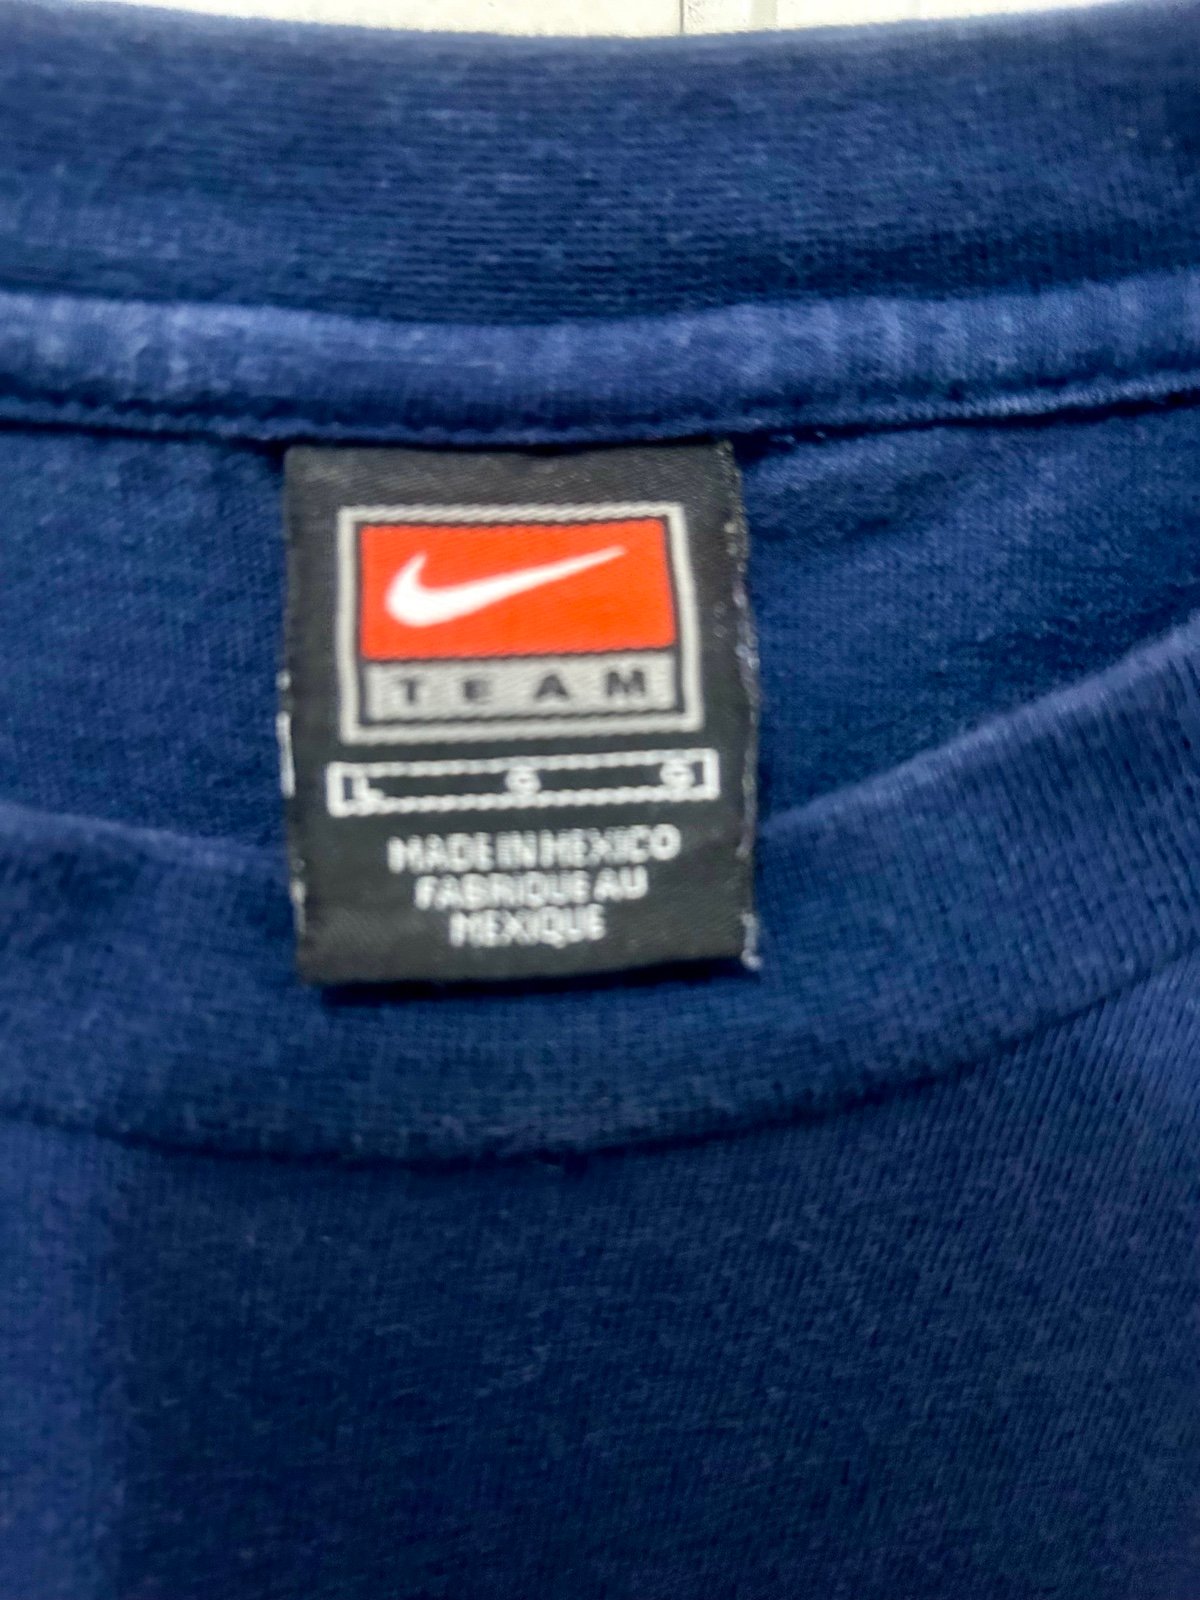 TEAM
L G G
MADE IN MEXICO
FABRIQUE AU
MEXIQUE